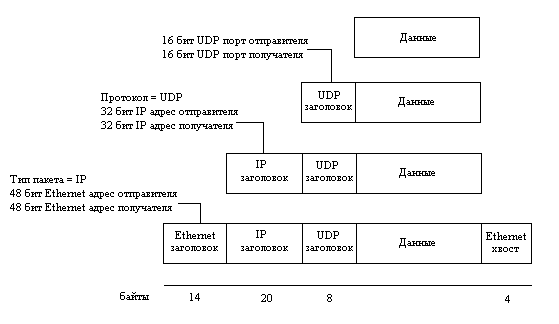 Данные
16 бит UDP порт отправителя
16 бит UDP порт получателя
UDP
заголовок
Данные
Протокол = UDP
32 бит IP адрес отправителя
32 бит IP адрес получателя
IP
заголовок
UDP
заголовок
Данные
Тип пакета = IP
48 бит Ethernet адрес отправителя
48 бит Ethernet адрес получателя
Ethernet
заголовок
IP
заголовок
UDP
заголовок
Данные
Ethernet
хвост
байты 14 20 8 4